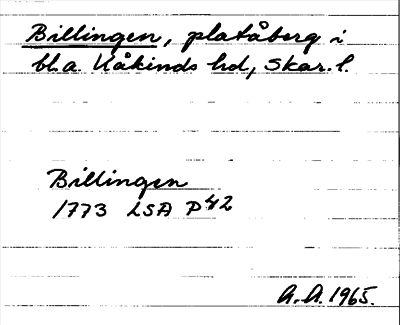 Billingen, platåberg i
bl.a. Kåkinds hd, Skar. l.
Billingen
1773 LSA P42
A.A. 1965.